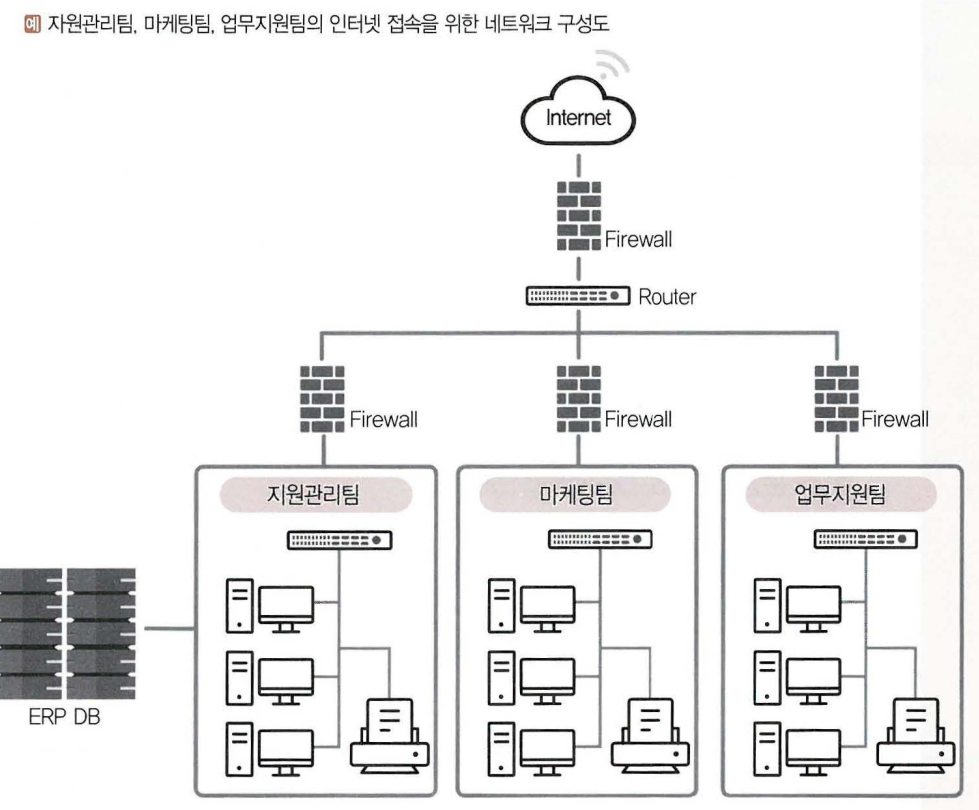 예 자원관리팀, 마케팅팀, 업무지원팀의 인터넷 접속을 위한 네트워크 구성도
Internet
Firewall
Router
Firewall
Firewall
Firewall
지원관리팀
마케팅팀
업무지원팀
ERP DB